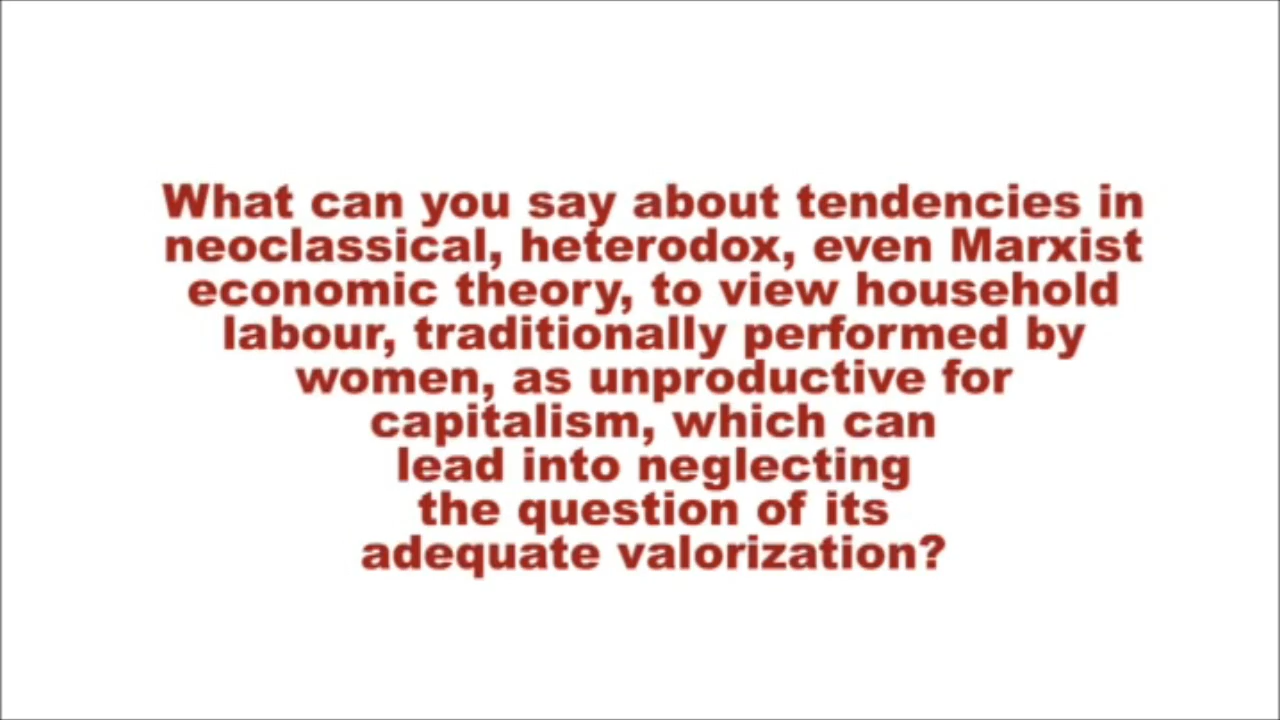 What can you say about tendencies in
neoclassical, heterodox, even Marxist
economic theory, to view household
labour, traditionally performed by
women, as unproductive for
capitalism, which can
lead into neglecting
the question of its
adequate valorization?